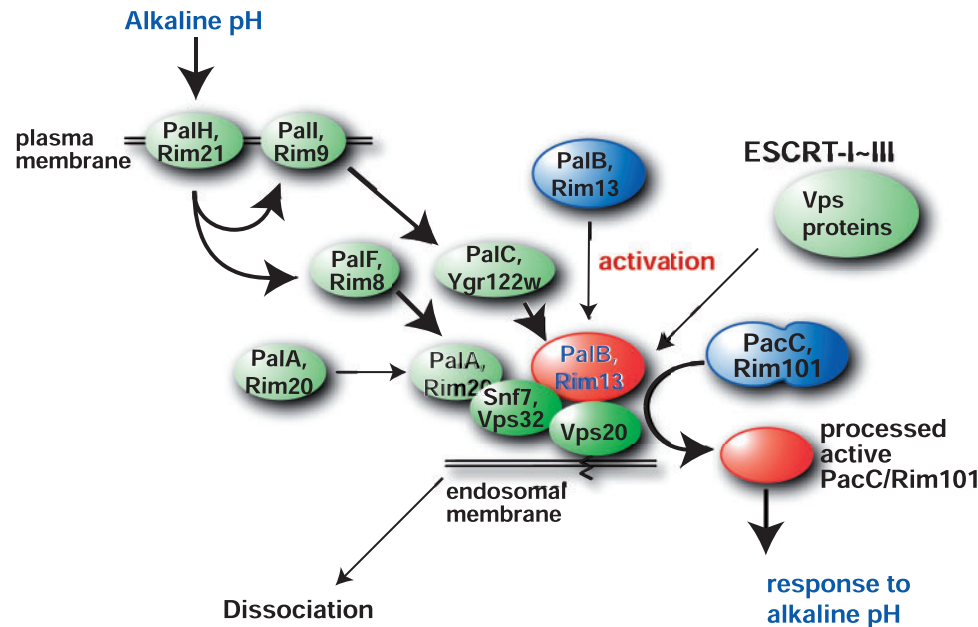 Alkaline pH
plasma
membrane
PalH,
Rim21
PalI,
Rim9
PalB,
Rim13
ESCRT-I~III
Vps
proteins
activation
PalF,
Rim8
PalC,
Ygr122w
PalA,
Rim20
PalA,
Rim20
PalB,
Rim13
PacC,
Rim101
Snf7,
Vps32
Vps20
processed
active
PacC/Rim101
endosomal
membrane
Dissociation
response to
alkaline pH